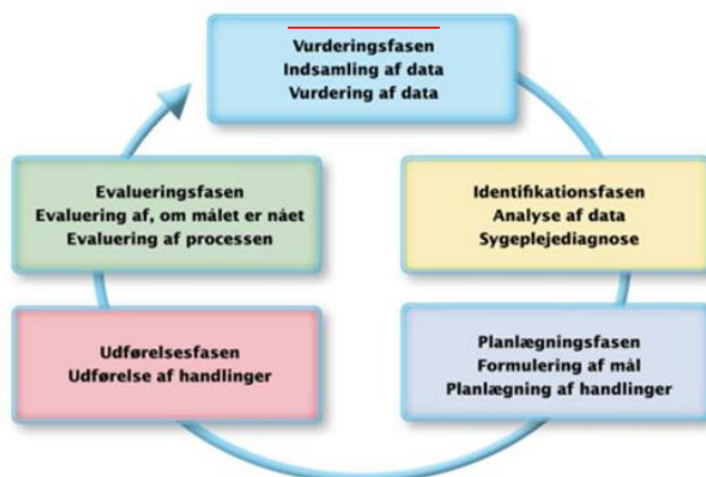 Vurderingsfasen
Indsamling af data
Vurdering af data
Identifikationsfasen
Analyse af data
Sygeplejediagnose
Planlægningsfasen
Formulering af mål
Planlægning af handlinger
Udførelsesfasen
Udførelse af handlinger
Evalueringsfasen
Evaluering af, om målet er nået
Evaluering af processen